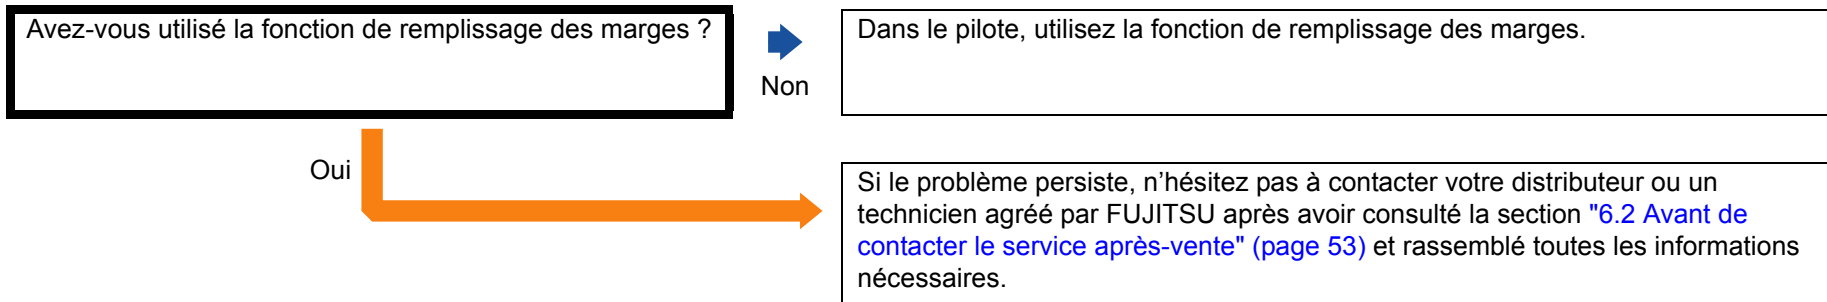 Avez-vous utilisé la fonction de remplissage des marges ?
Non
Dans le pilote, utilisez la fonction de remplissage des marges.
Oui
Si le problème persiste, n’hésitez pas à contacter votre distributeur ou un
technicien agréé par FUJITSU après avoir consulté la section "6.2 Avant de
contacter le service après-vente" (page 53) et rassemblé toutes les informations
nécessaires.